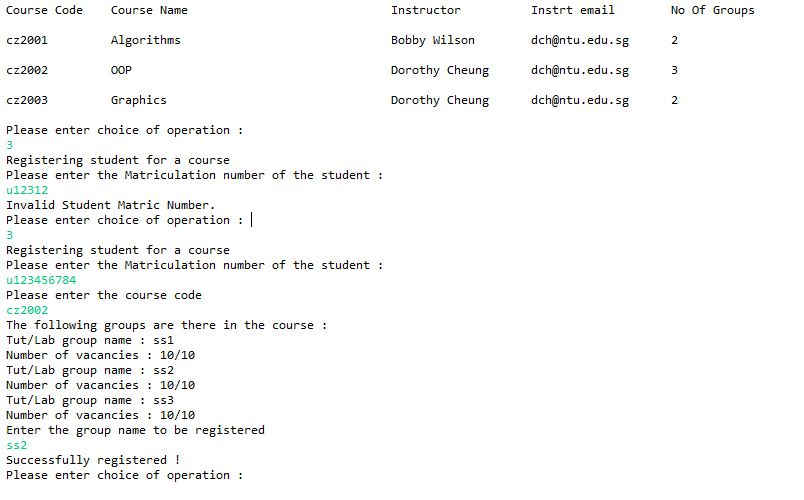 Course Code    Course Name                             Instructor          Instrt email        No Of Groups
cz2001         Algorithms                              Bobby Wilson        dch@ntu.edu.sg      2
cz2002         OOP                                     Dorothy Cheung      dch@ntu.edu.sg      3
cz2003         Graphics                                Dorothy Cheung      dch@ntu.edu.sg      2
Please enter choice of operation :
3
Registering student for a course
Please enter the Matriculation number of the student :
u12312
Invalid Student Matric Number.
Please enter choice of operation :
3
Registering student for a course
Please enter the Matriculation number of the student :
u123456784
Please enter the course code
cz2002
The following groups are there in the course :
Tut/Lab group name : ss1
Number of vacancies : 10/10
Tut/Lab group name : ss2
Number of vacancies : 10/10
Tut/Lab group name : ss3
Number of vacancies : 10/10
Enter the group name to be registered
ss2
Successfully registered !
Please enter choice of operation :